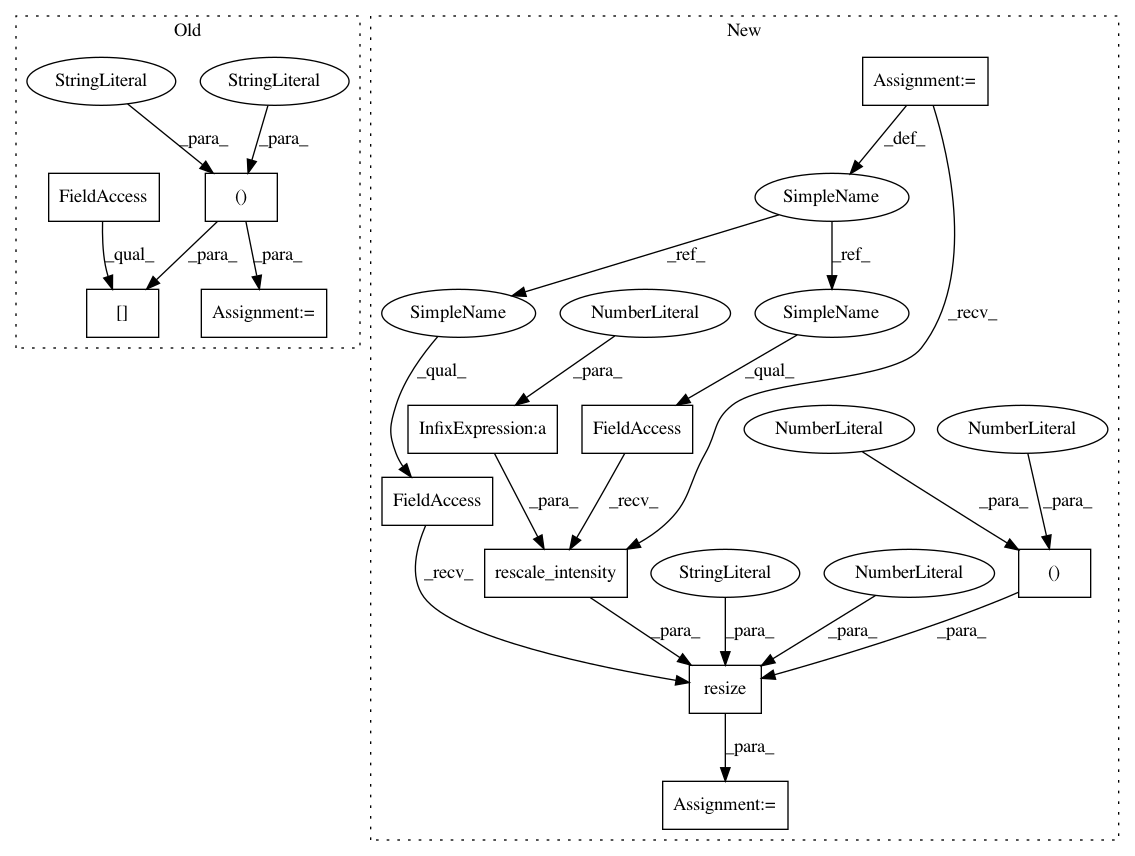 Old
New
StringLiteral
StringLiteral
Assignment:=
_para_
_para_
_def_
FieldAccess
()
SimpleName
_qual_
_para_
_para_
_ref_
_ref_
[]
Assignment:=
SimpleName
NumberLiteral
SimpleName
_recv_
_qual_
_para_
_qual_
InfixExpression:a
FieldAccess
NumberLiteral
NumberLiteral
FieldAccess
_para_
_recv_
_para_
_para_
_recv_
rescale_intensity
StringLiteral
NumberLiteral
()
_para_
_para_
_para_
_para_
resize
_para_
Assignment:=